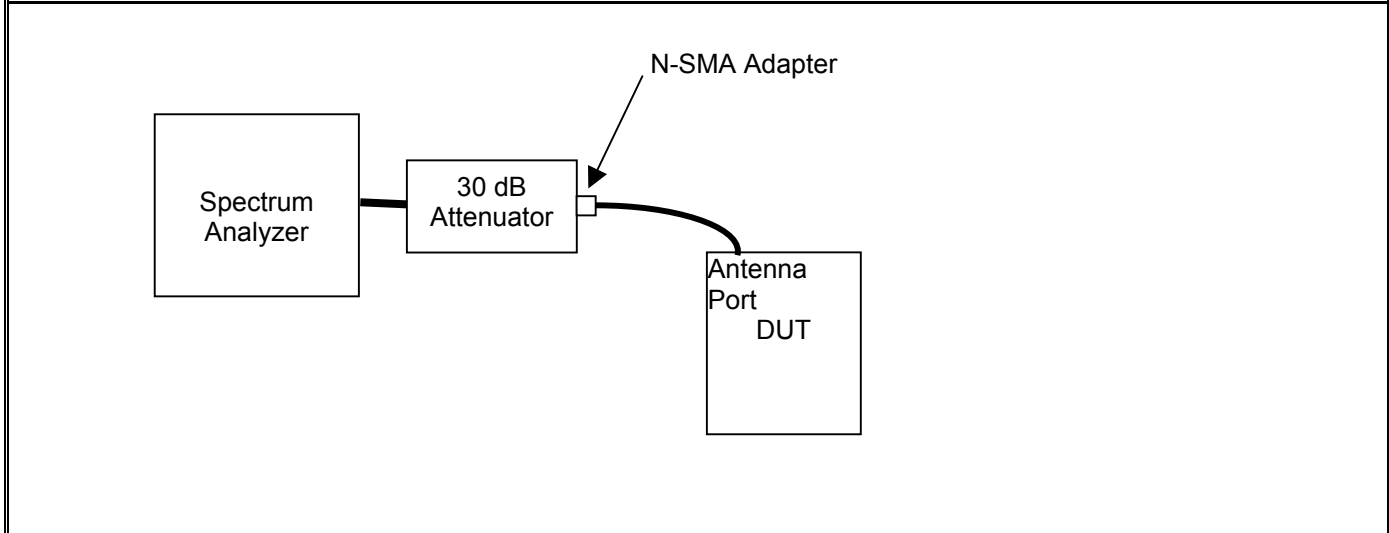 N-SMA Adapter
Spectrum
Analyzer
30 dB
Attenuator
Antenna
Port
DUT